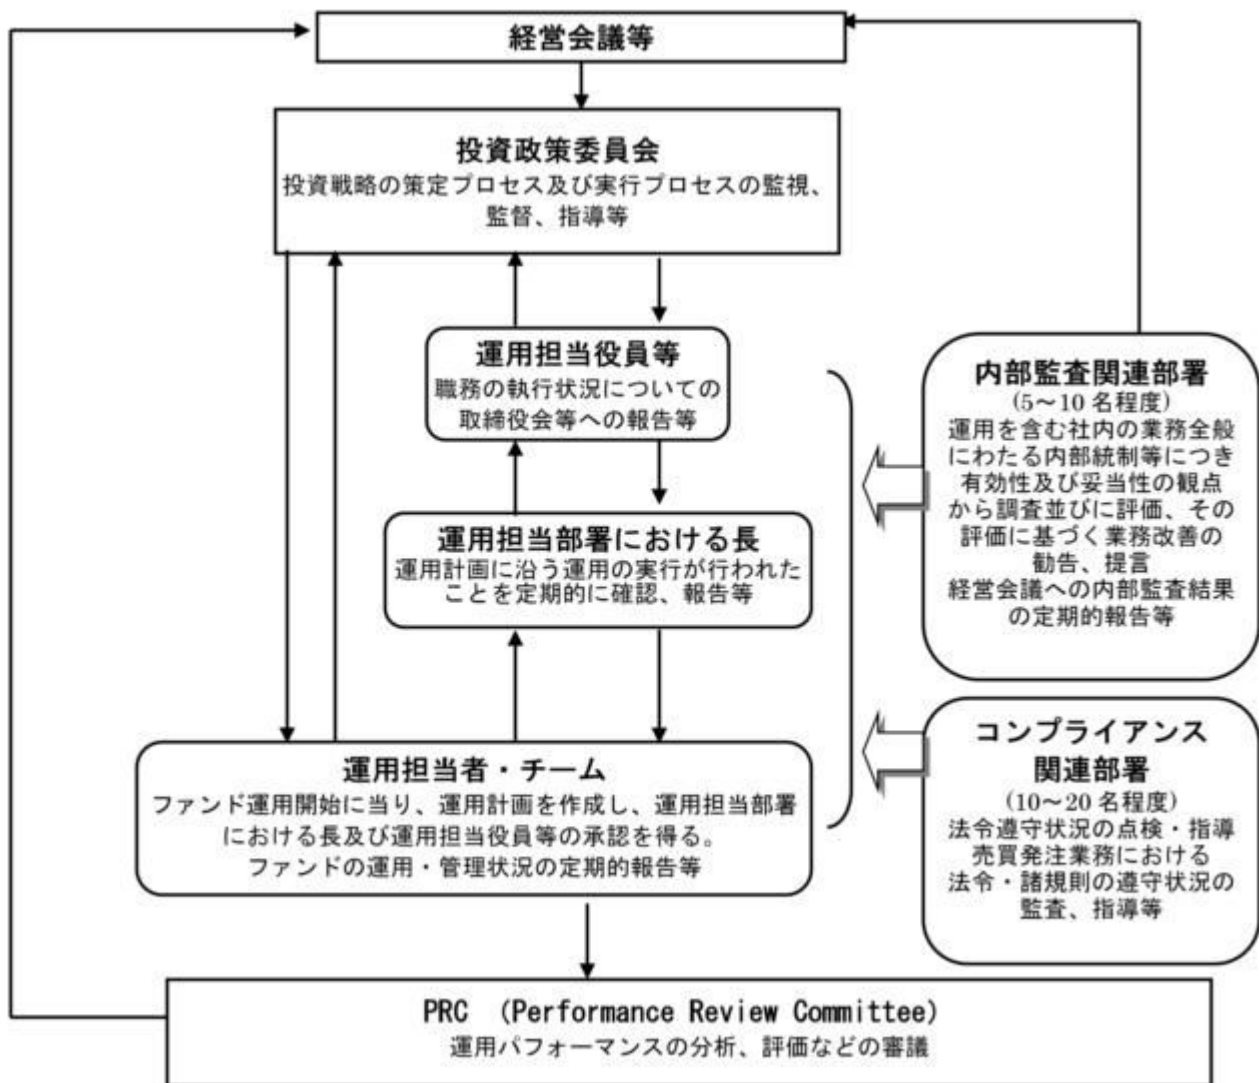 経営会議等
投資政策委員会
投資戦略の策定プロセス及び実行プロセスの監視、
監督、指導等
運用担当役員等
職務の執行状況についての
取締役会等への報告等
運用担当部署における長
運用計画に沿う運用の実行が行われた
ことを定期的に確認、報告等
運用担当者・チーム
ファンド運用開始に当り、運用計画を作成し、運用担当部署
における長及び運用担当役員等の承認を得る。
ファンドの運用・管理状況の定期的報告等
内部監査関連部署
(5～10 名程度)
運用を含む社内の業務全般
にわたる内部統制等につき
有効性及び妥当性の観点
から調査並びに評価、その
評価に基づく業務改善の
勧告、提言
経営会議への内部監査結果
の定期的報告等
コンプライアンス
関連部署
(10～20 名程度)
法令遵守状況の点検・指導
売買発注業務における
法令・諸規則の遵守状況の
監査、指導等
PRC （Performance Review Committee）
運用パフォーマンスの分析、評価などの審議